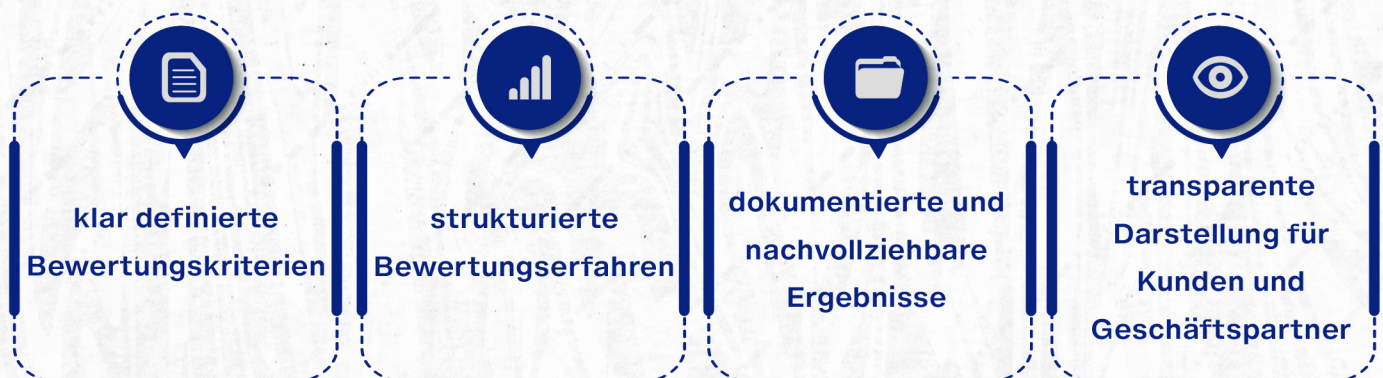 klar definierte
Bewertungskriterien
strukturierte
Bewertungserfahren
dokumentierte und
nachvollziehbare
Ergebnisse
transparente
Darstellung für
Kunden und
Geschäftspartner